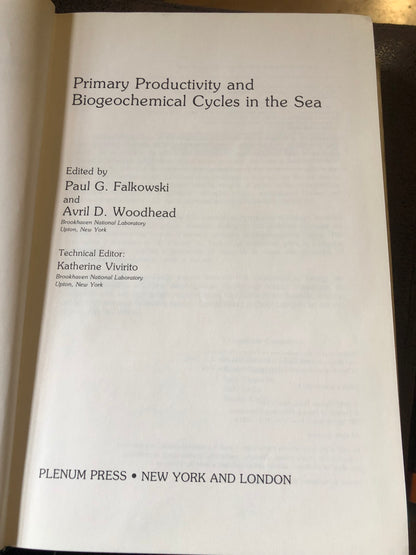 Primary Productivity and
Biogeochemical Cycles in the Sea
Edited by
Paul G. Falkowski
and
Avril D. Woodhead
Brookhaven National Laboratory
Upton, New York
Technical Editor:
Katherine Vivirito
Brookhaven National Laboratory
Upton, New York
PLENUM PRESS • NEW YORK AND LONDON